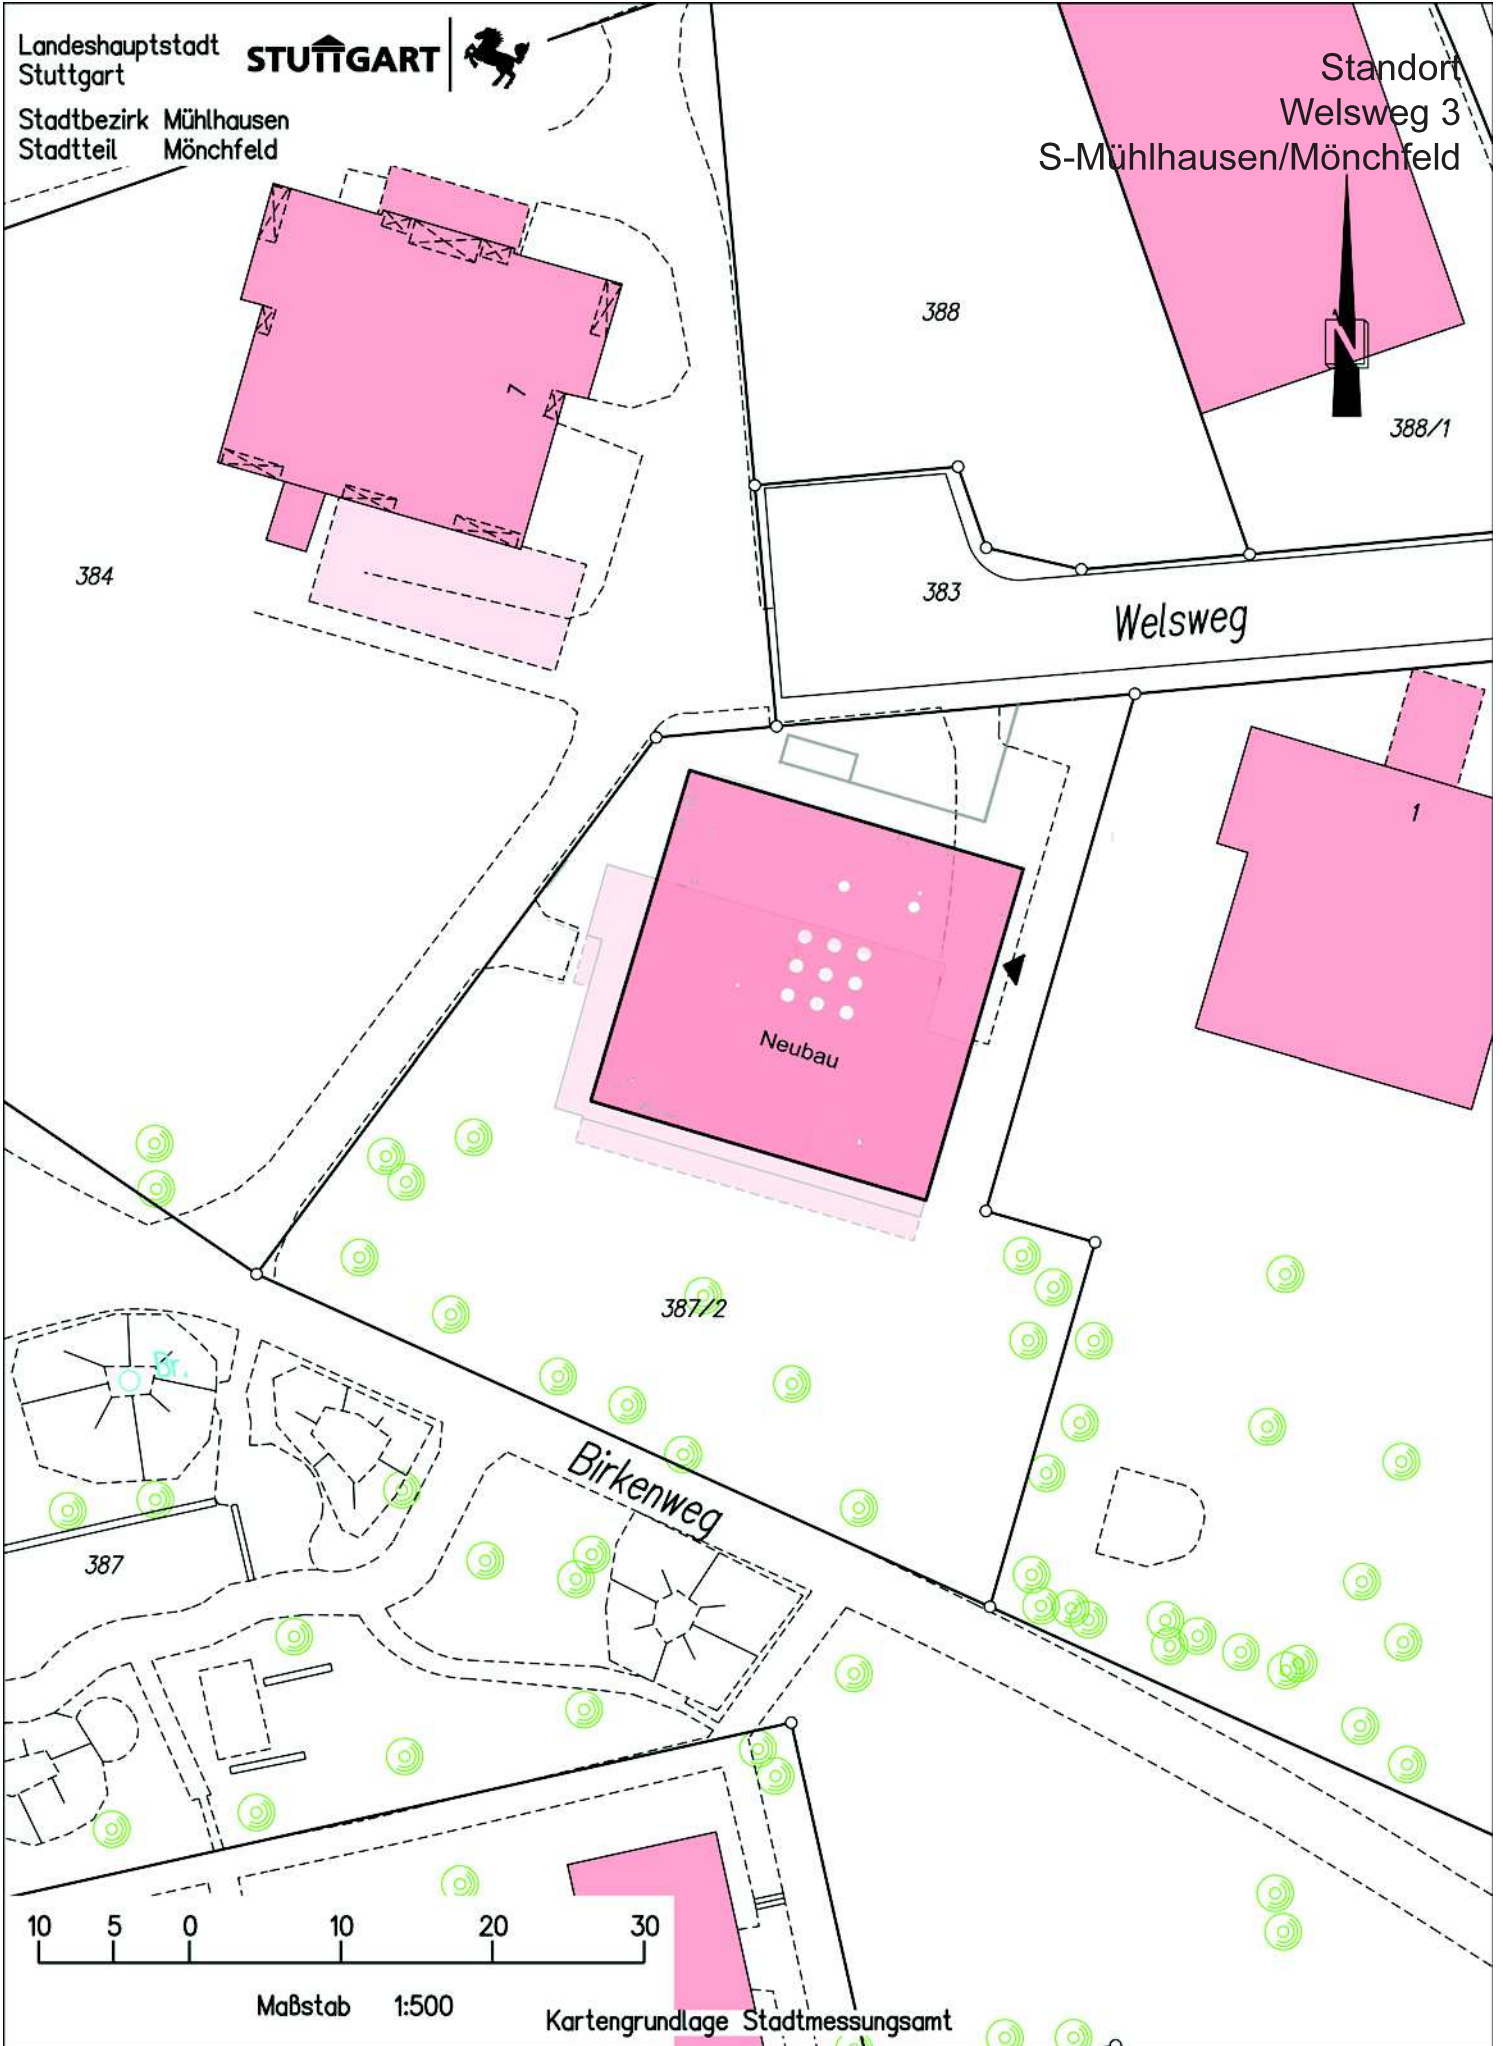 Landeshauptstadt
Stuttgart
STUTTGART
Stadtbezirk Mühlhausen
Stadtteil Mönchfeld
Standort
Welsweg 3
S-Mühlhausen/Mönchfeld
N
388
388/1
7
384
383
Welsweg
1
Neubau
387/2
Br.
Birkenweg
387
10 5 0 10 20 30
Maßstab 1:500
Kartengrundlage Stadtmessungsamt